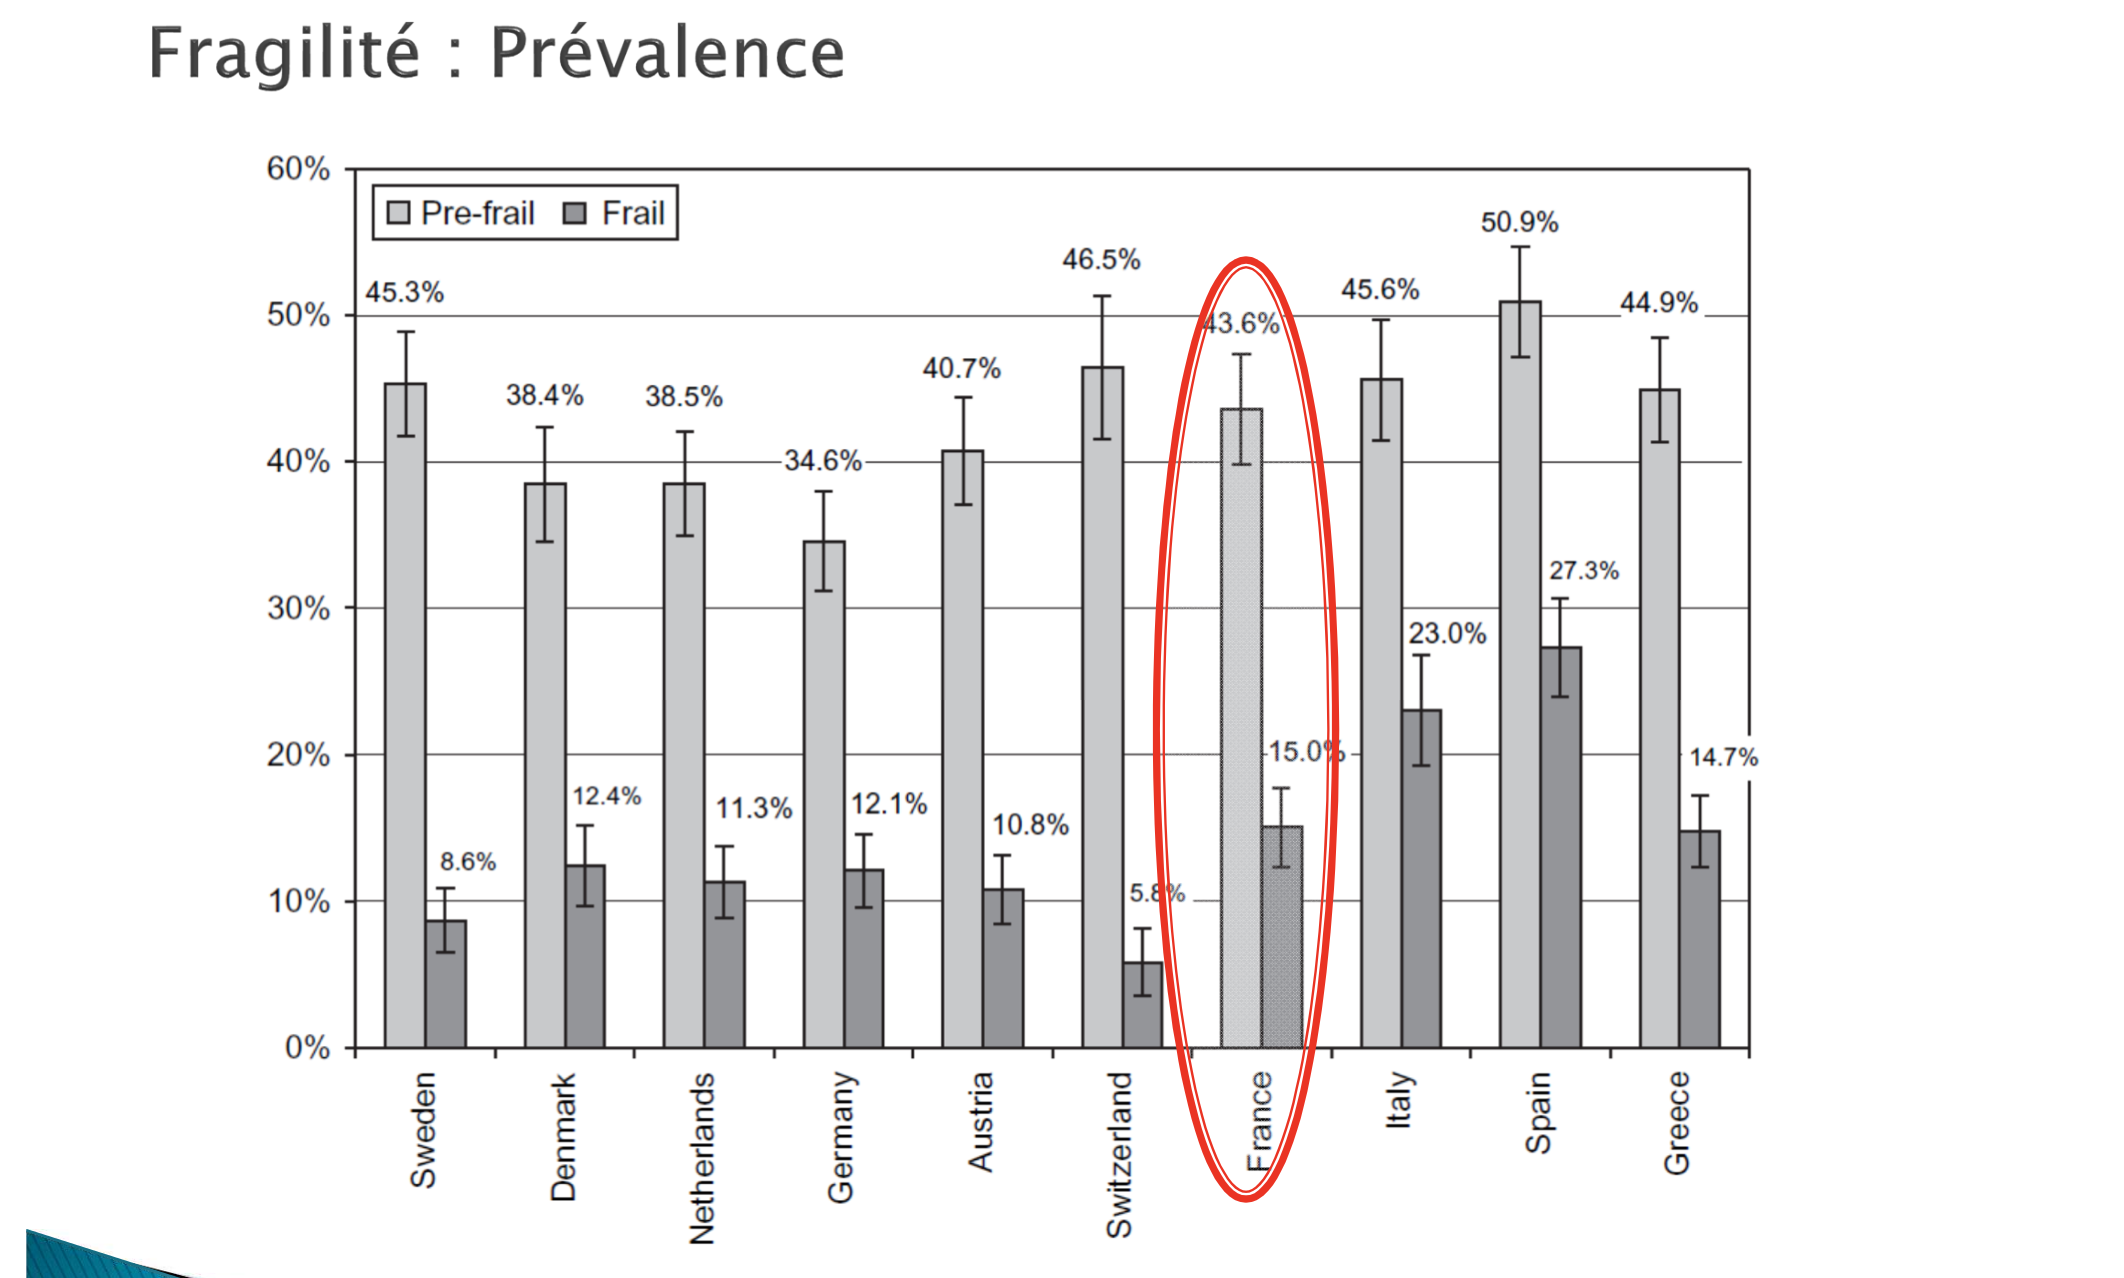 Fragilité : Prévalence
60%
50%
40%
30%
20%
10%
0%
Pre-frail Frail
45.3%
8.6%
38.4%
12.4%
38.5%
11.3%
34.6%
12.1%
40.7%
10.8%
46.5%
5.8%
43.6%
15.0%
45.6%
23.0%
50.9%
27.3%
44.9%
14.7%
Sweden
Denmark
Netherlands
Germany
Austria
Switzerland
France
Italy
Spain
Greece